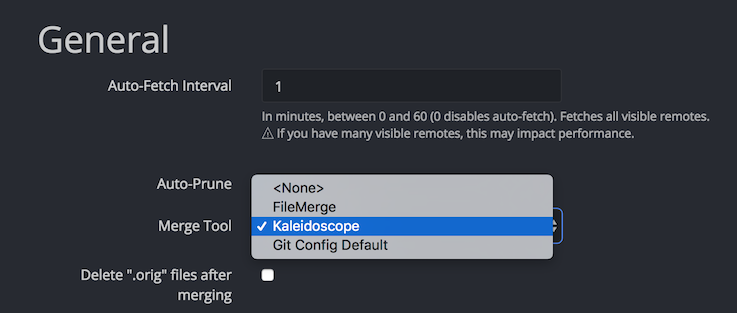 General
Auto-Fetch Interval
1
In minutes, between 0 and 60 (0 disables auto-fetch). Fetches all visible remotes.
⚠ If you have many visible remotes, this may impact performance.
Auto-Prune
<None>
FileMerge
Merge Tool
✓ Kaleidoscope
Git Config Default
Delete ".orig" files after
merging